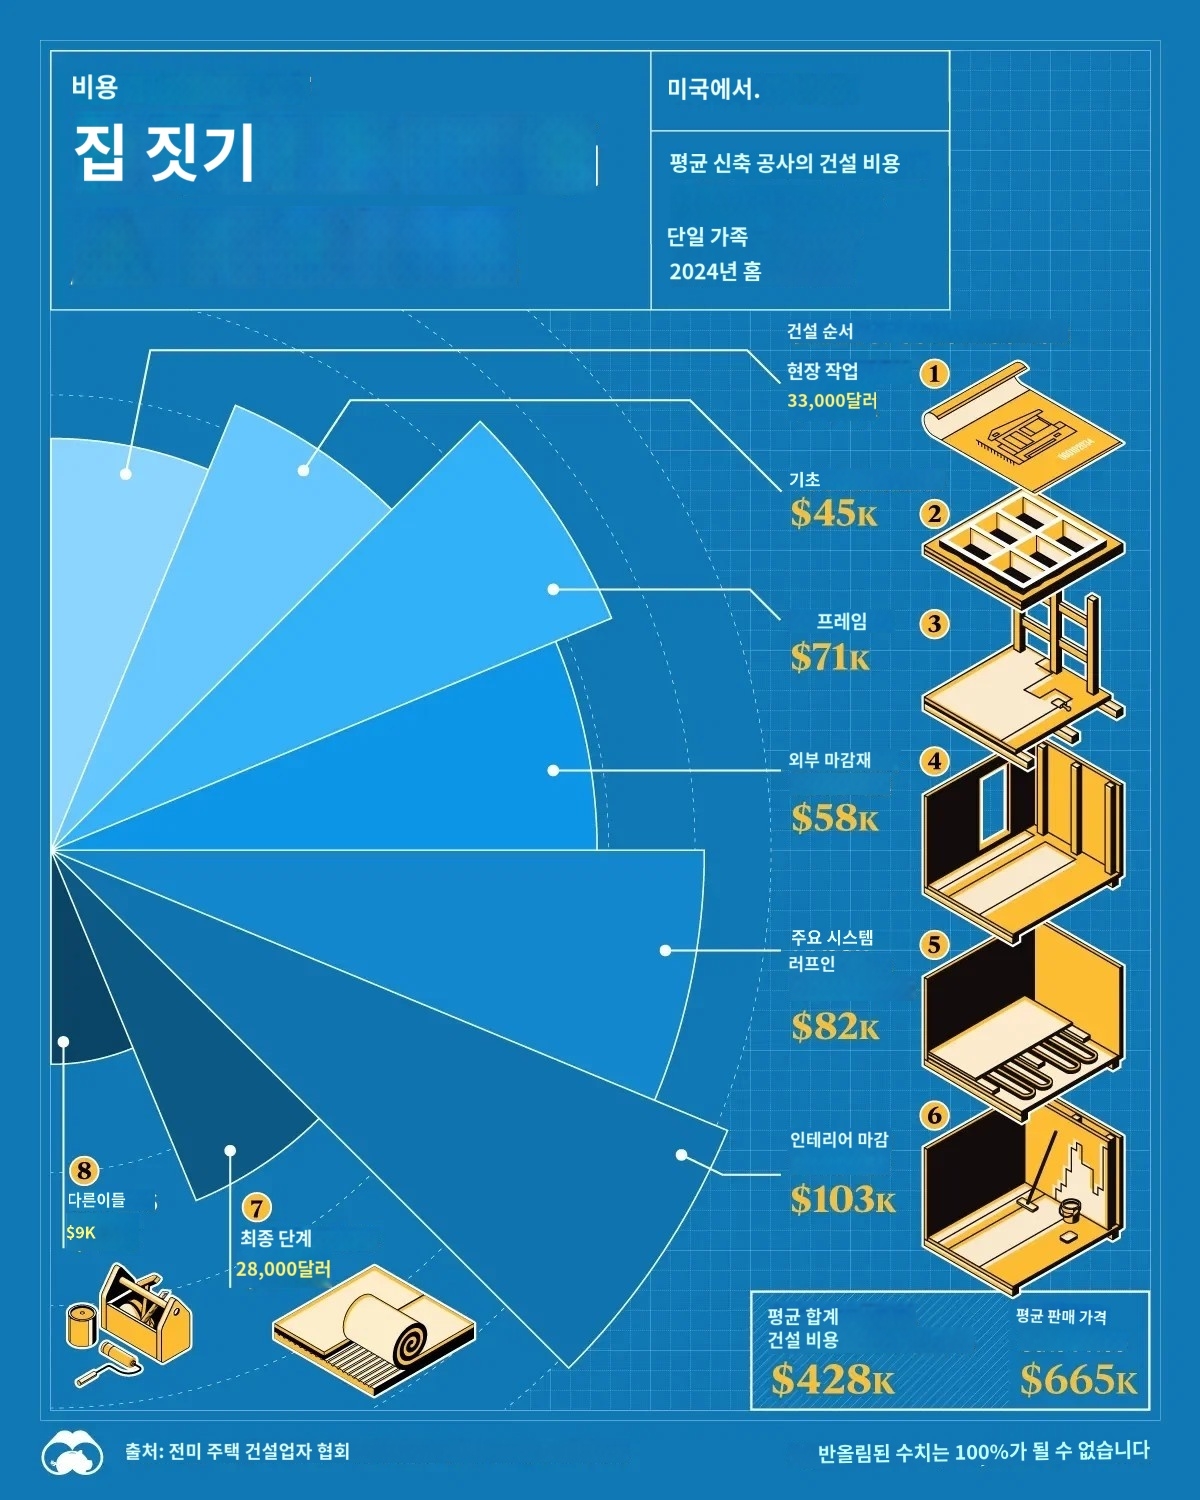 비용
집 짓기
미국에서.
평균 신축 공사의 건설 비용
단일 가족
2024년 홈
건설 순서
현장 작업
33,000달러
1
기초
$45K
2
프레임
$71K
3
외부 마감재
$58K
4
주요 시스템
러프인
$82K
5
인테리어 마감
$103K
6
8
다른이들
$9K
7
최종 단계
28,000달러
평균 합계
건설 비용
$428K
평균 판매 가격
$665K
출처: 전미 주택 건설업자 협회
반올림된 수치는 100%가 될 수 없습니다